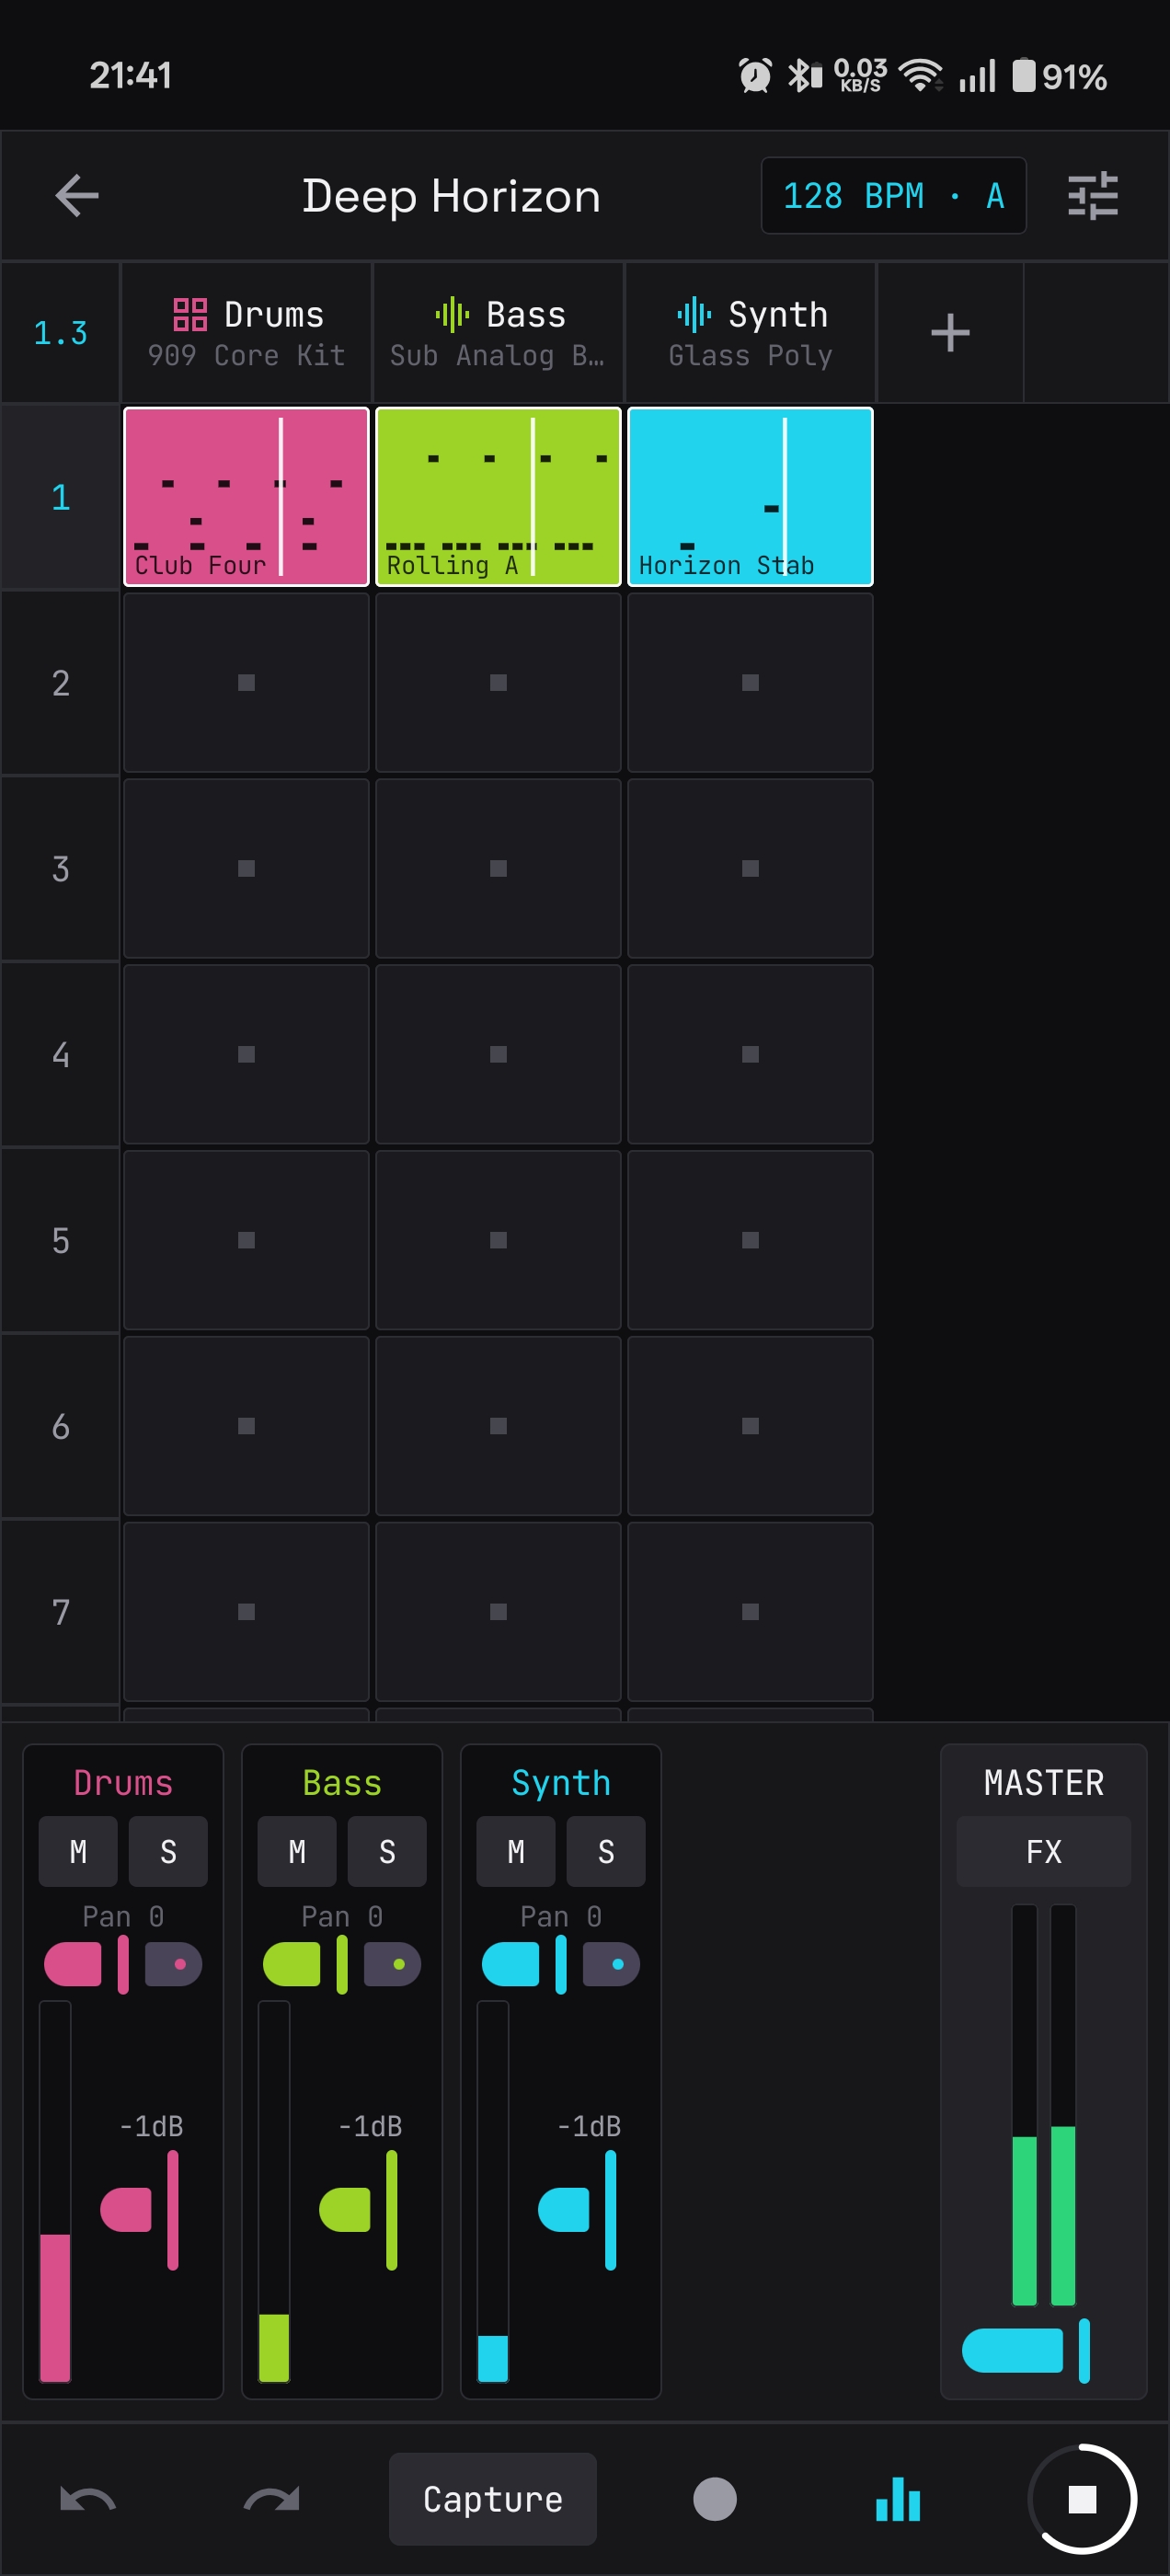 21:41
0.03
KB/S
91%
Deep Horizon
128 BPM · A
1.3
Drums
909 Core Kit
Bass
Sub Analog B…
Synth
Glass Poly
1
Club Four
Rolling A
Horizon Stab
2
3
4
5
6
7
Drums
Bass
Synth
MASTER
M S
M S
M S
FX
Pan 0
Pan 0
Pan 0
-1dB
-1dB
-1dB
Capture